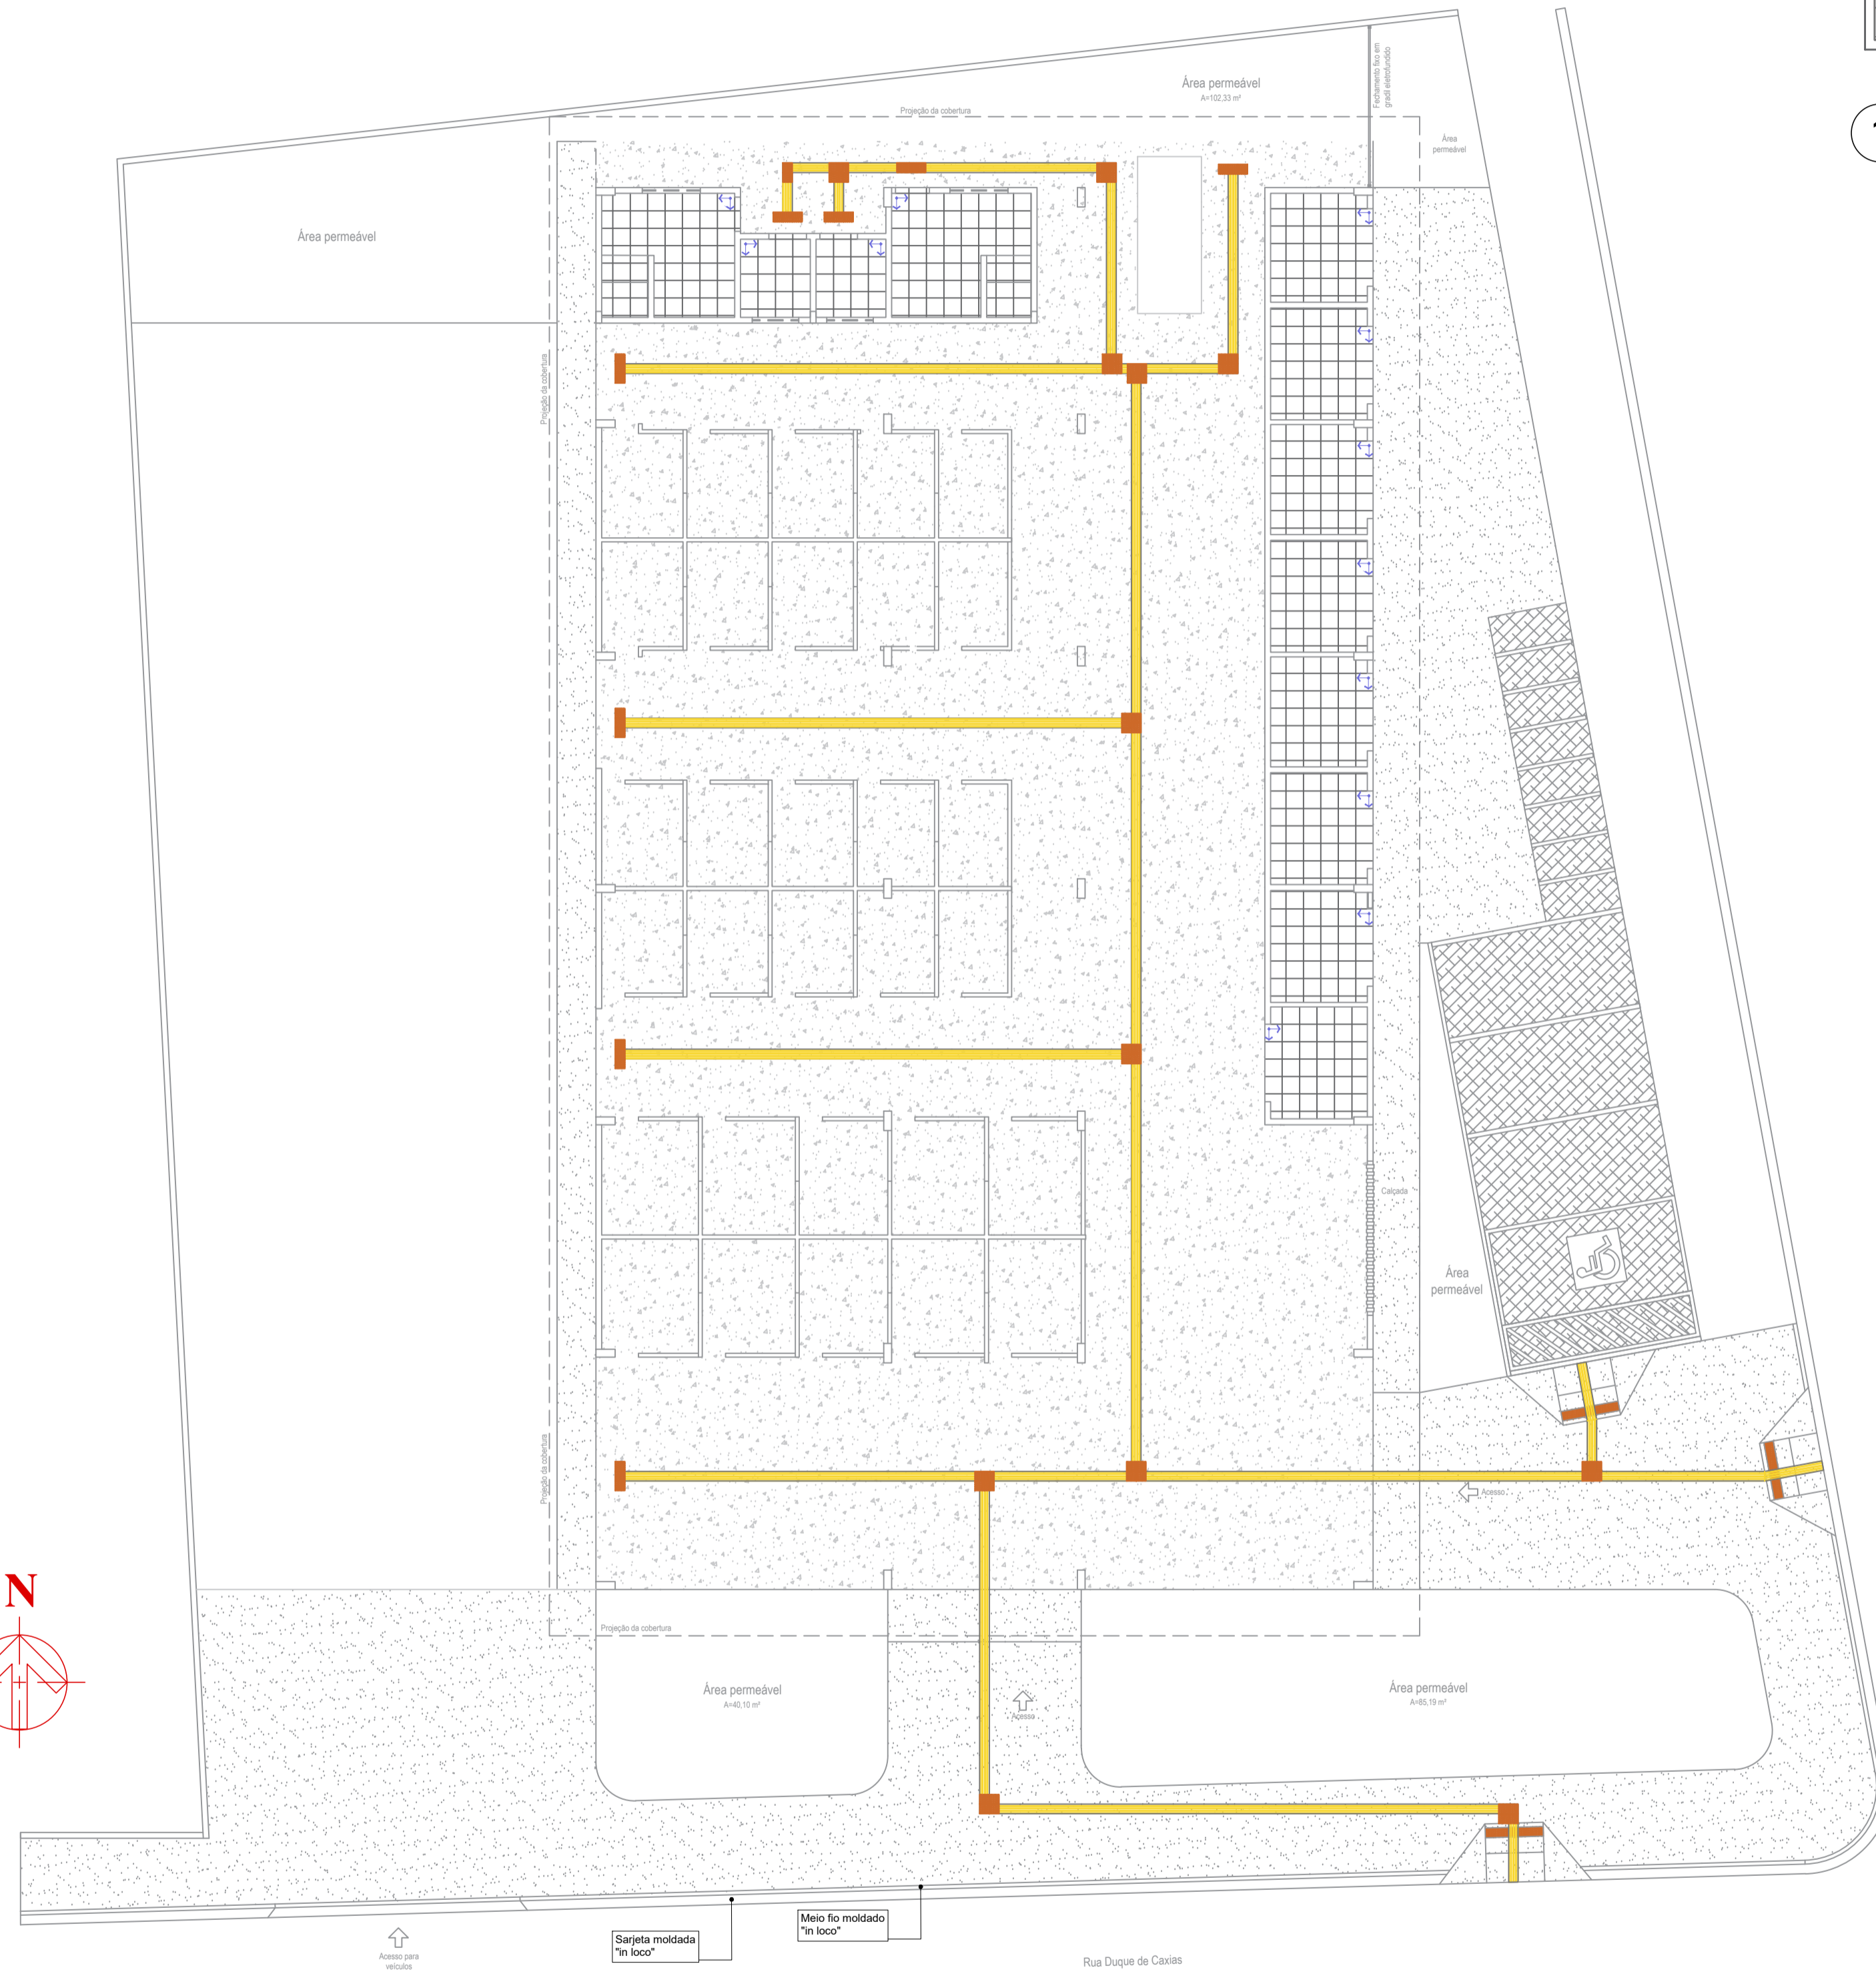 Fechamento fixo em
gradil eletrofundido
Área permeável
A=102,33 m²
Projeção da cobertura
Área
permeável
Área permeável
Projeção da cobertura
Calçada
Área
permeável
Projeção da cobertura
Acesso
N
Projeção da cobertura
Área permeável
A=40,10 m²
Área permeável
A=85,19 m²
Acesso
Meio fio moldado
"in loco"
Sarjeta moldada
"in loco"
Acesso para
veículos
Rua Duque de Caxias